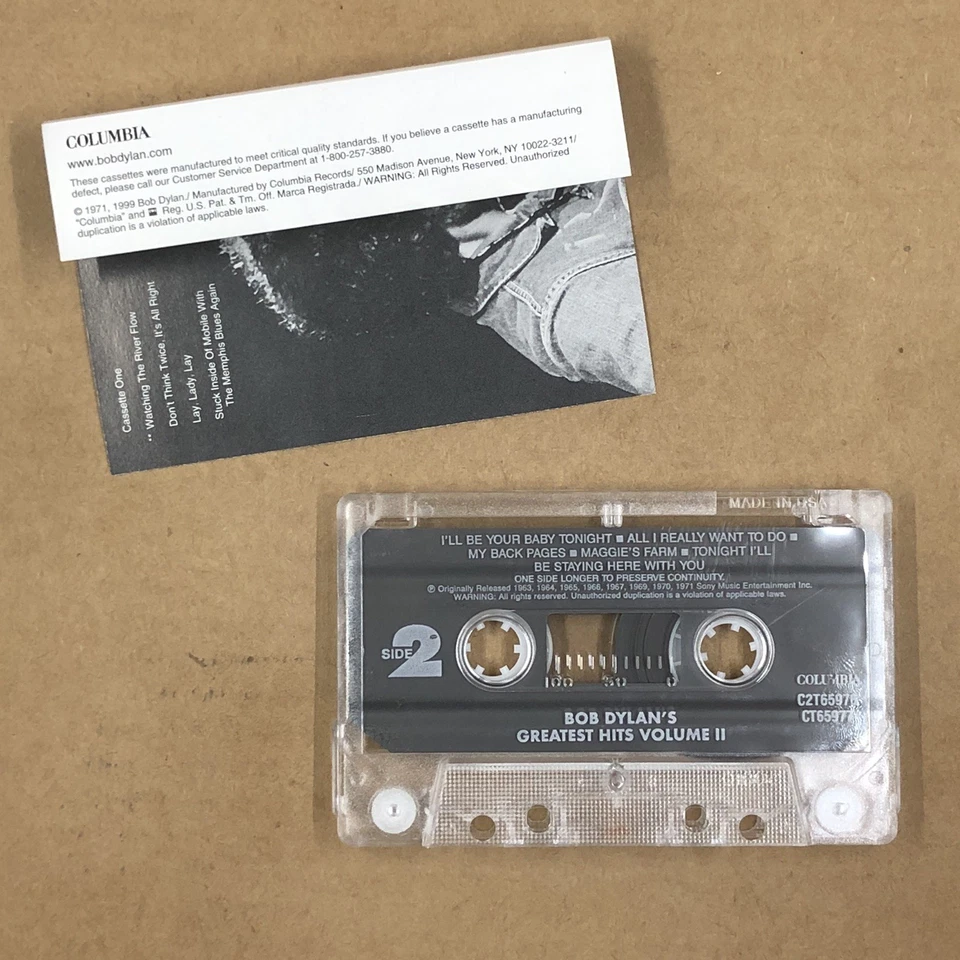 COLUMBIA
www.bobdylan.com
These cassettes were manufactured to meet critical quality standards. If you believe a cassette has a manufacturing
defect, please call our Customer Service Department at 1-800-257-3880.
© 1971, 1999 Bob Dylan./ Manufactured by Columbia Records/ 550 Madison Avenue, New York, NY 10022-3211/
"Columbia" and Reg. U.S. Pat. & Tm. Off. Marca Registrada./ WARNING: All Rights Reserved. Unauthorized
duplication is a violation of applicable laws.
Cassette One
** Watching The River Flow
Don't Think Twice, It's All Right
Lay, Lady, Lay
Stuck Inside Of Mobile With
The Memphis Blues Again
MADE IN USA
I'LL BE YOUR BABY TONIGHT ■ ALL I REALLY WANT TO DO ■
MY BACK PAGES ■ MAGGIE'S FARM ■ TONIGHT I'LL
BE STAYING HERE WITH YOU
ONE SIDE LONGER TO PRESERVE CONTINUITY.
℗ Originally Released 1963, 1964, 1965, 1966, 1967, 1969, 1970, 1971 Sony Music Entertainment Inc.
WARNING: All rights reserved. Unauthorized duplication is a violation of applicable laws.
SIDE 2
100 50 0
COLUMBIA
CT65977
BOB DYLAN'S
GREATEST HITS VOLUME II